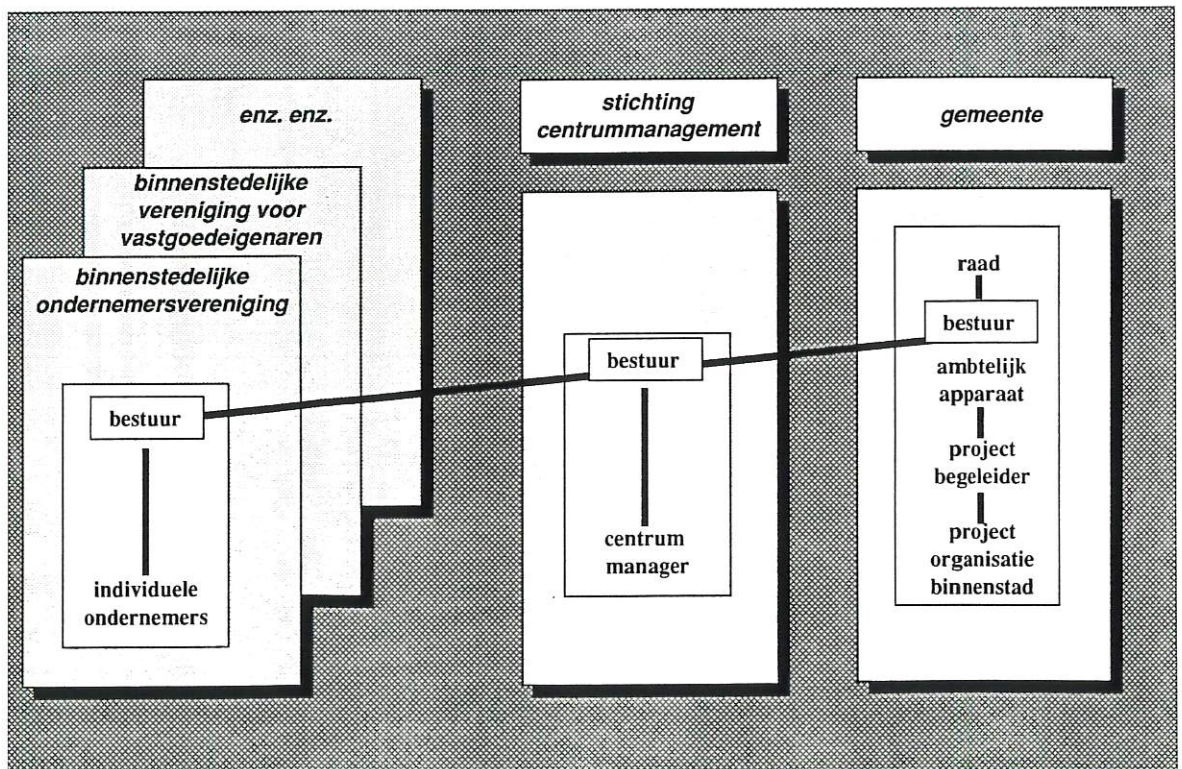 enz. enz.
binnenstedelijke
vereniging voor
vastgoedeigenaren
binnenstedelijke
ondernemersvereniging
bestuur
individuele
ondernemers
stichting
centrummanagement
bestuur
centrum
manager
gemeente
raad
bestuur
ambtelijk
apparaat
project
begeleider
project
organisatie
binnenstad